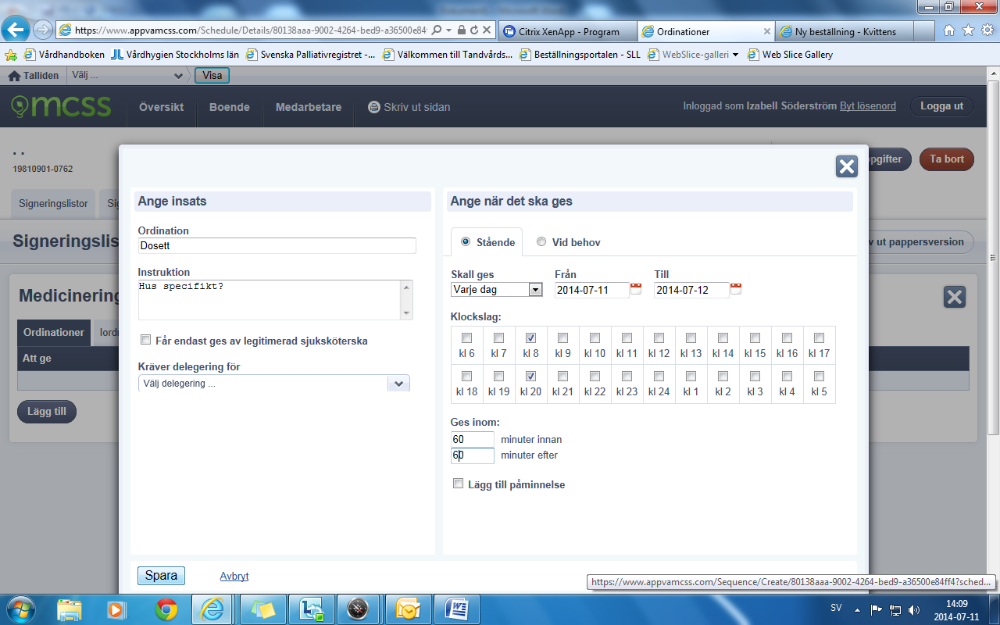 https://www.appvamcss.com/Schedule/Details/80138aaa-9002-4264-bed9-a36500e84f
Citrix XenApp - Program
Ordinationer
Ny beställning - Kvittens
Vårdhandboken
Vårdhygien Stockholms län
Svenska Palliativregistret -...
Välkommen till Tandvårds...
Beställningsportalen - SLL
WebSlice-galleri
Web Slice Gallery
Talliden
Välj ...
Visa
mcss
Översikt
Boende
Medarbetare
Skriv ut sidan
Inloggad som Izabell Söderström Byt lösenord
Logga ut
. .
19810901-0762
pgifter
Ta bort
Signeringslistor
Sig
Signeringslis
v ut pappersversion
Medicinering
Ordinationer
Iord
Att ge
Lägg till
Ange insats
Ordination
Dosett
Instruktion
Hus specifikt?
Får endast ges av legitimerad sjuksköterska
Kräver delegering för
Välj delegering ...
Ange när det ska ges
Stående
Vid behov
Skall ges Från Till
Varje dag 2014-07-11 2014-07-12
Klockslag:
kl 6 kl 7 kl 8 kl 9 kl 10 kl 11 kl 12 kl 13 kl 14 kl 15 kl 16 kl 17
kl 18 kl 19 kl 20 kl 21 kl 22 kl 23 kl 24 kl 1 kl 2 kl 3 kl 4 kl 5
Ges inom:
60 minuter innan
60 minuter efter
Lägg till påminnelse
Spara
Avbryt
https://www.appvamcss.com/Sequence/Create/80138aaa-9002-4264-bed9-a36500e84ff4?sched...
SV
14:09
2014-07-11